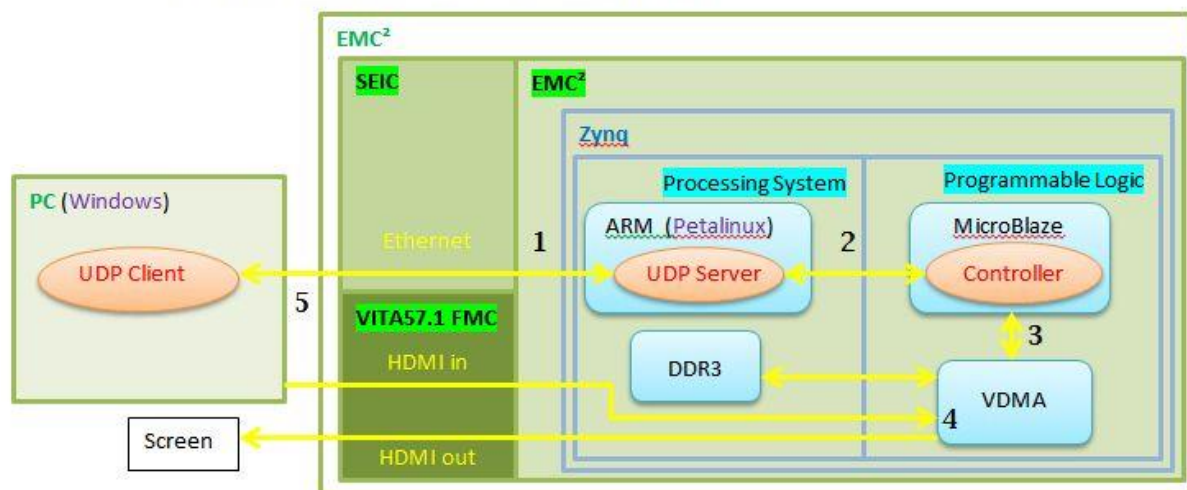 EMC²
SEIC
EMC²
Zynq
Processing System
Programmable Logic
PC (Windows)
UDP Client
Ethernet
1
ARM (Petalinux)
UDP Server
2
MicroBlaze
Controller
5
VITA57.1 FMC
HDMI in
DDR3
3
VDMA
4
Screen
HDMI out